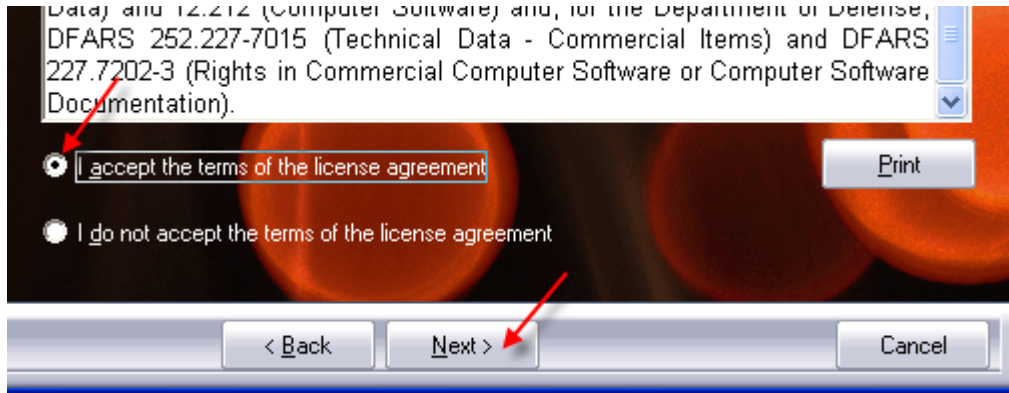 Data) and 12.212 (Computer Software) and, for the Department of Defense,
DFARS 252.227-7015 (Technical Data - Commercial Items) and DFARS
227.7202-3 (Rights in Commercial Computer Software or Computer Software
Documentation).
I accept the terms of the license agreement
Print
I do not accept the terms of the license agreement
< Back Next > Cancel